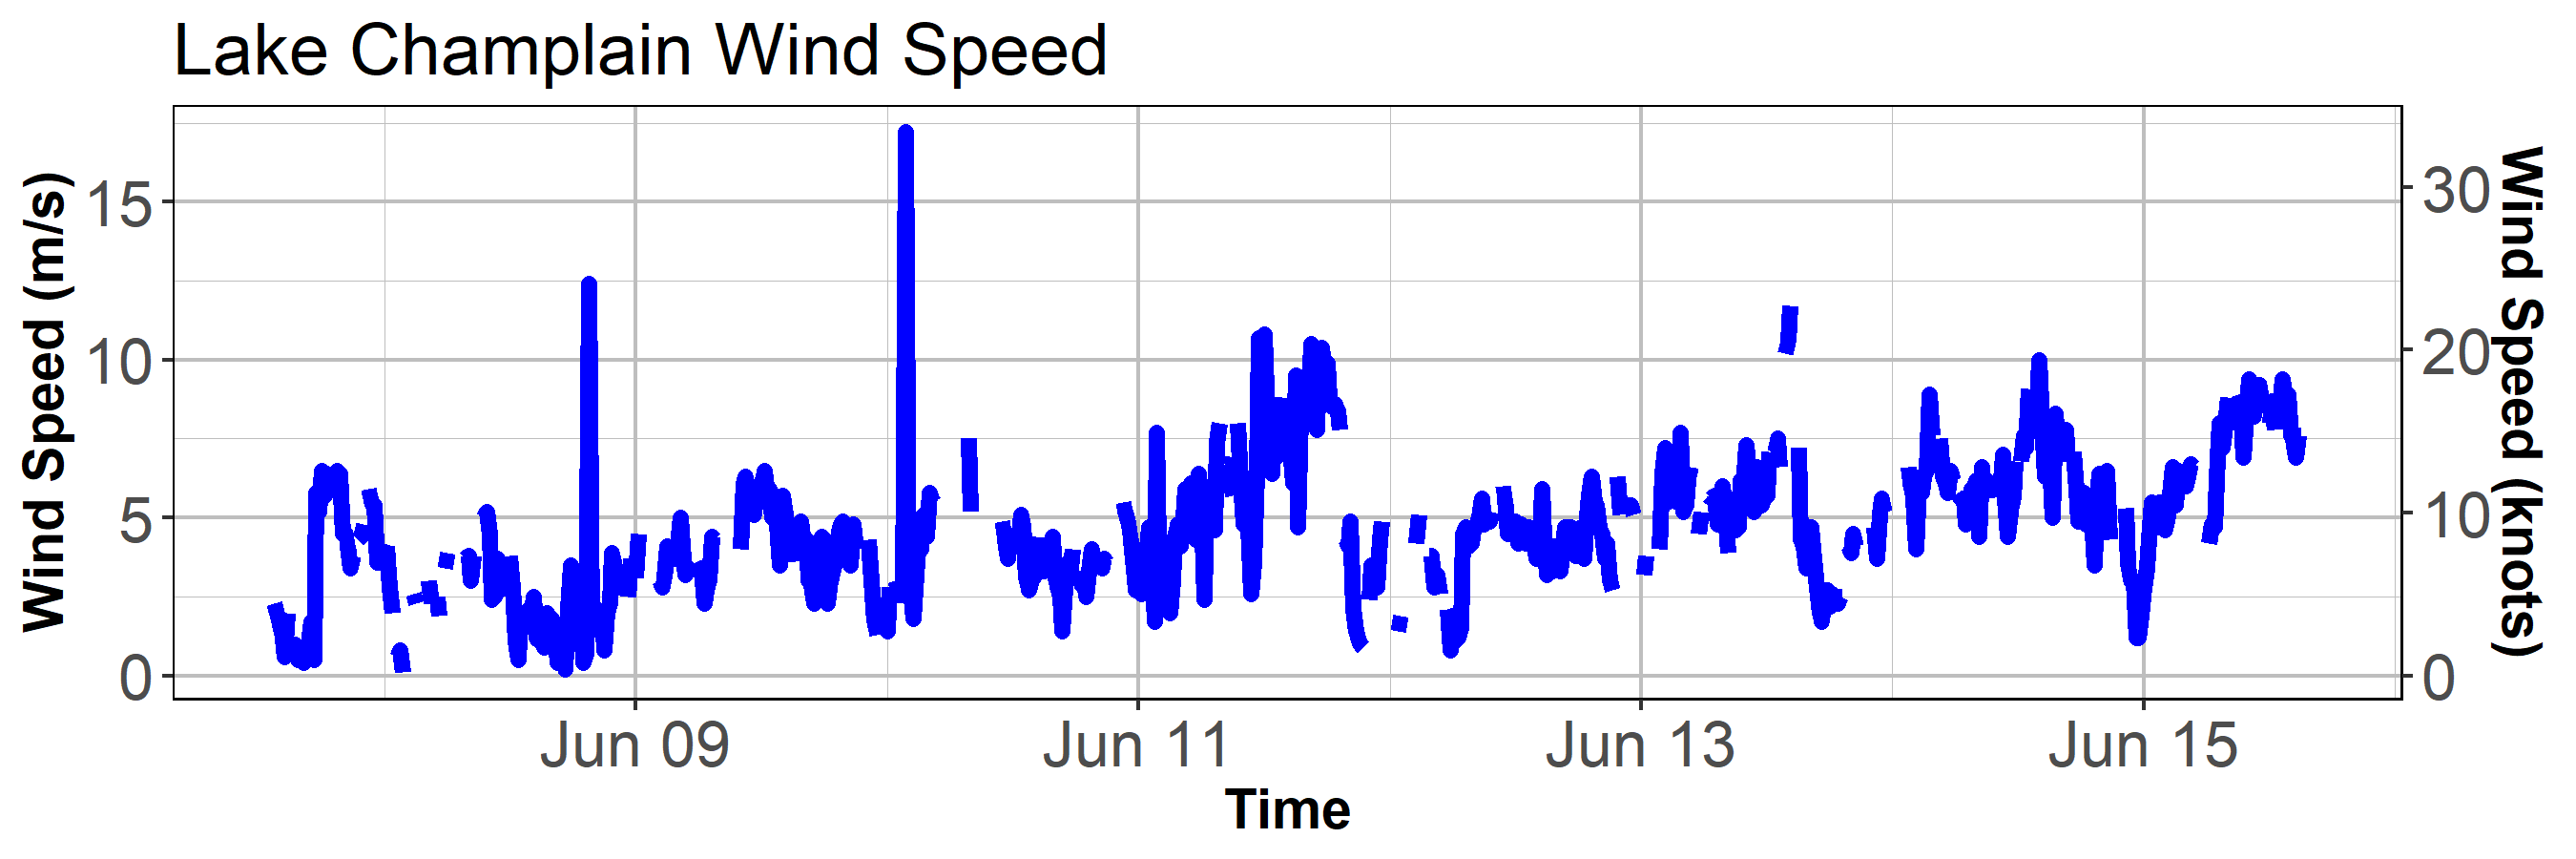 Lake Champlain Wind Speed
Wind Speed (m/s)
15
10
5
0
30
20
10
0
Wind Speed (knots)
Jun 09
Jun 11
Jun 13
Jun 15
Time